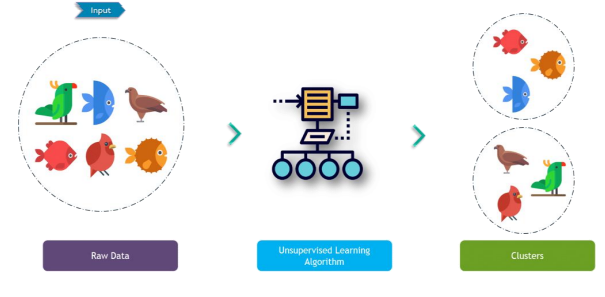 Input
Raw Data
Unsupervised Learning
Algorithm
Clusters